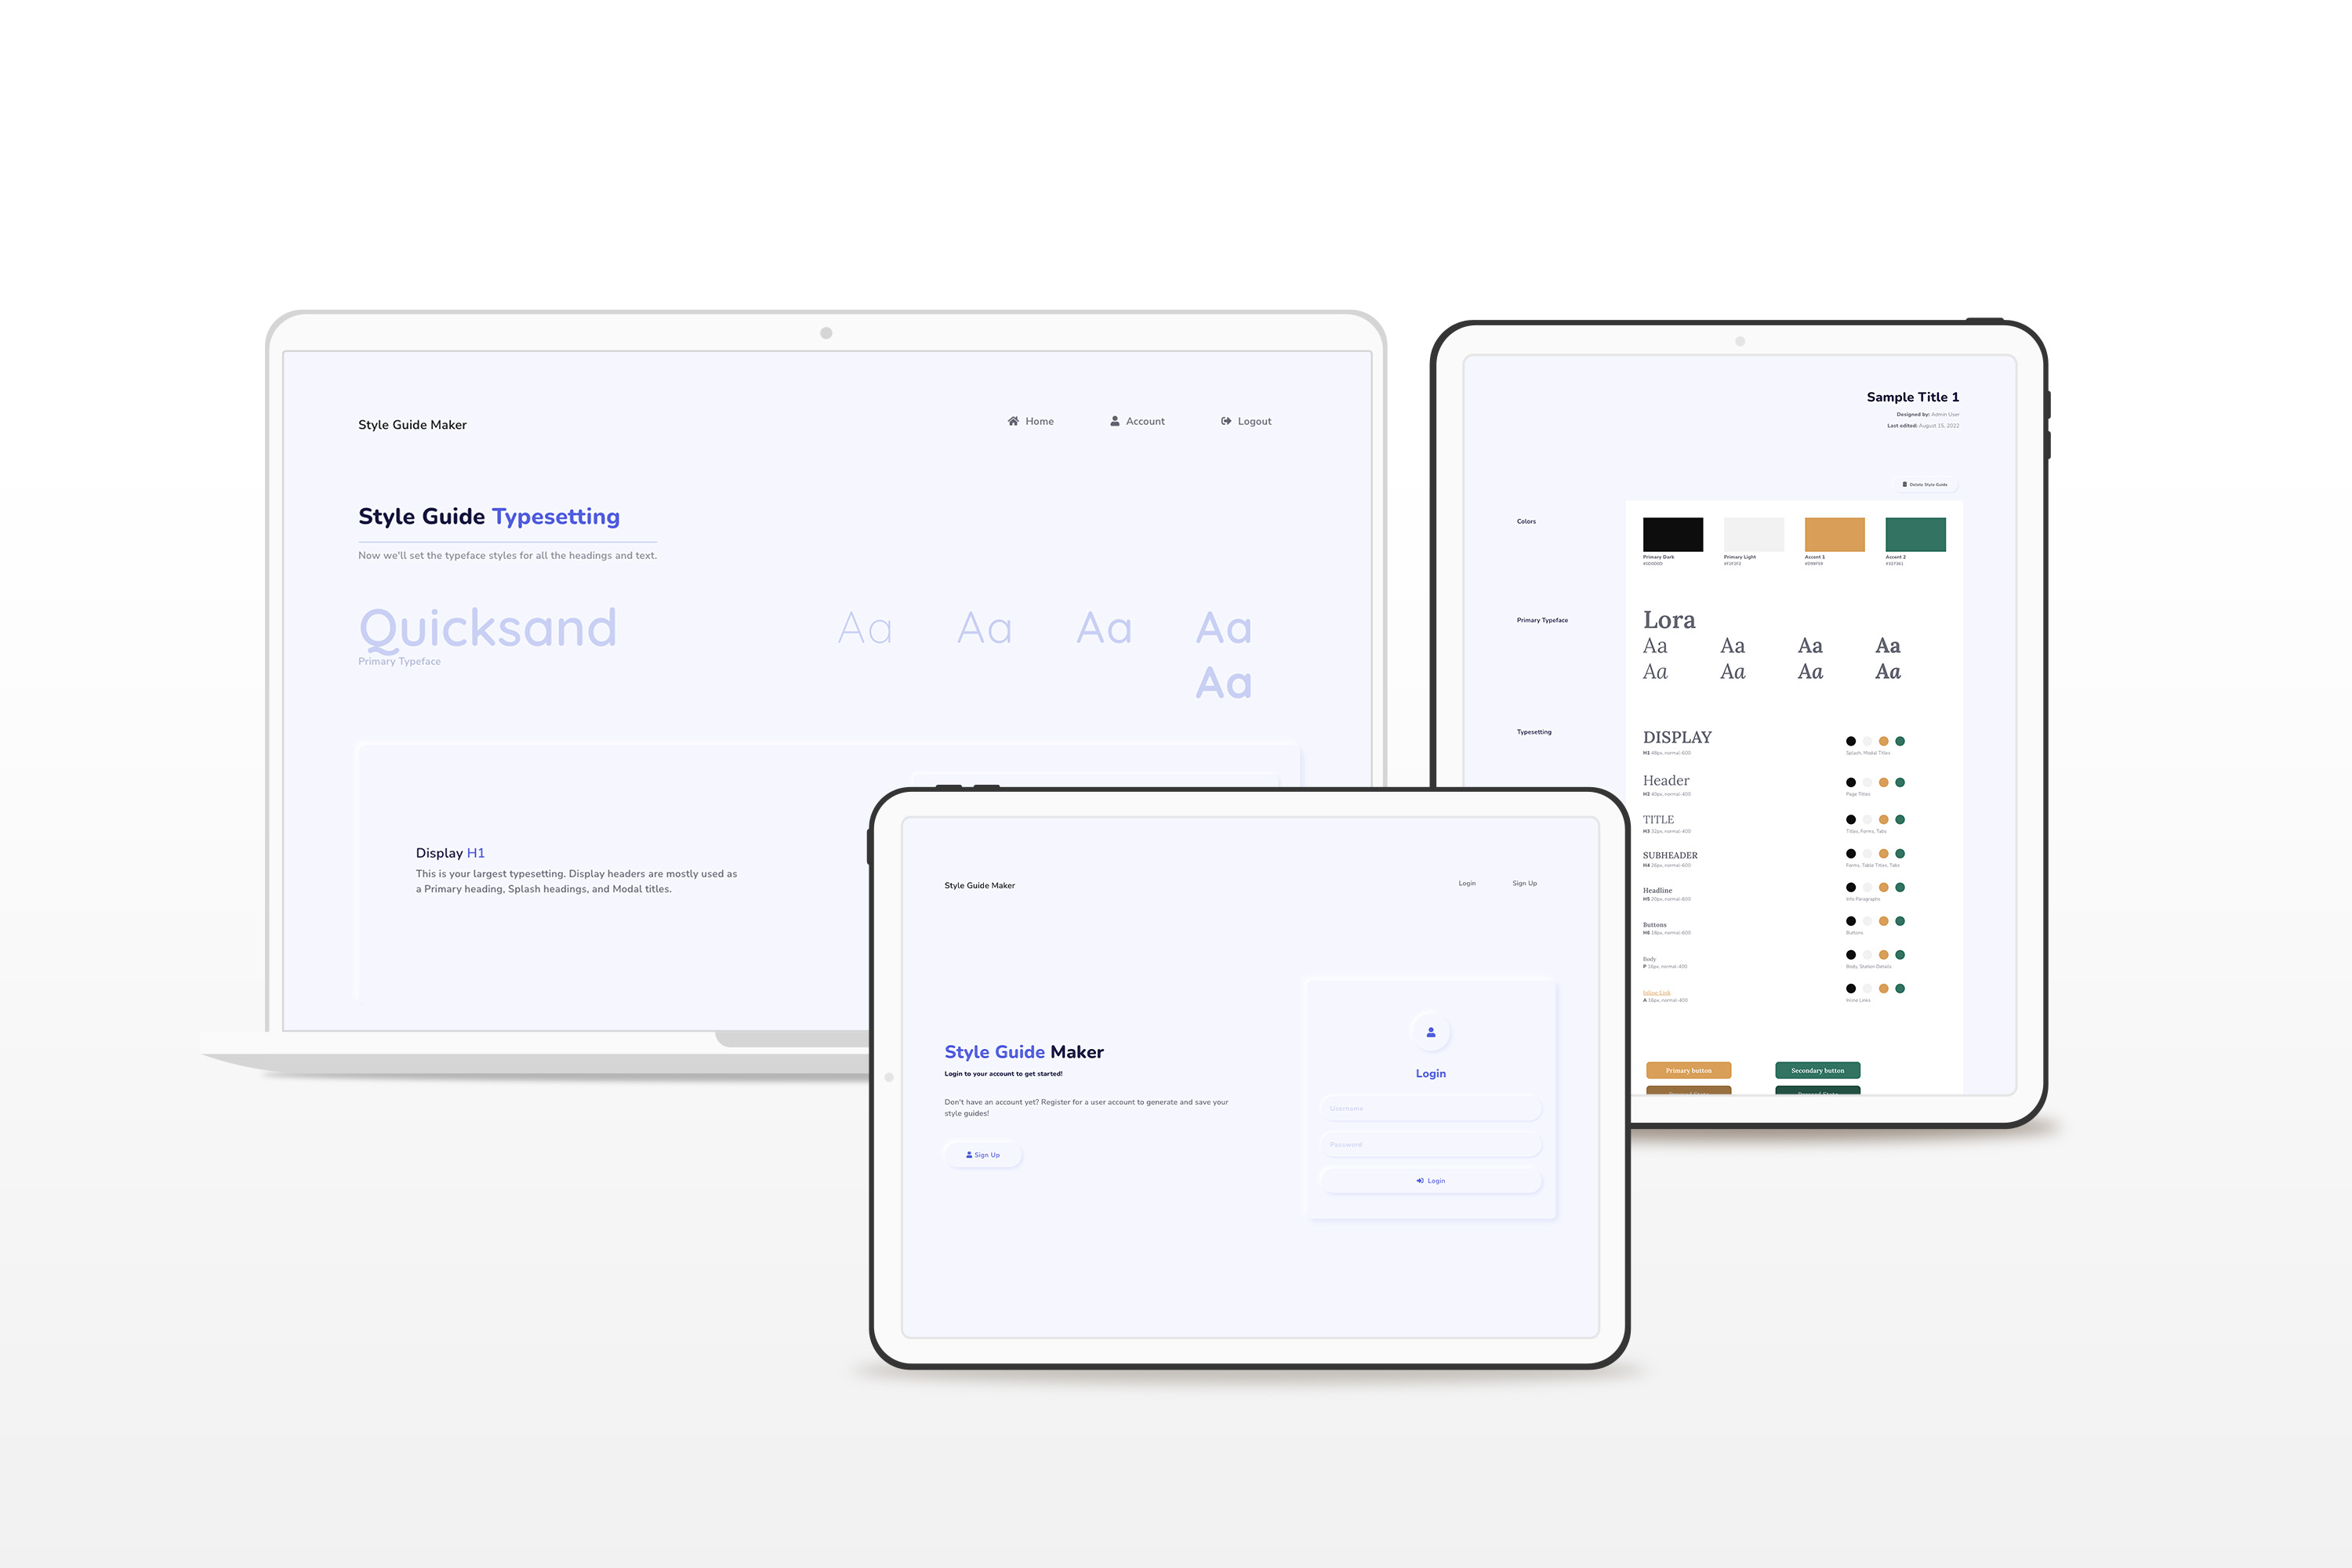 Style Guide Maker
Home Account Logout
Style Guide Typesetting
Now we'll set the typeface styles for all the headings and text.
Quicksand
Primary Typeface
Aa Aa Aa Aa
Aa
Display H1
This is your largest typesetting. Display headers are mostly used as
a Primary heading, Splash headings, and Modal titles.
Sample Title 1
Designed by: Admin User
Last edited: August 15, 2022
Delete Style Guide
Colors
Primary Dark
#0D0D0D
Primary Light
#F2F2F2
Accent 1
#D99F59
Accent 2
#337361
Primary Typeface
Lora
Aa Aa Aa Aa
Aa Aa Aa Aa
Typesetting
DISPLAY
H1 48px, normal-600
Splash, Modal Titles
Header
H2 40px, normal-400
Page Titles
TITLE
H3 32px, normal-400
Titles, Forms, Tabs
SUBHEADER
H4 26px, normal-600
Forms, Table Titles, Tabs
Headline
H5 20px, normal-600
Info Paragraphs
Buttons
H6 18px, normal-600
Buttons
Body
P 16px, normal-400
Body, Station Details
Inline Link
A 16px, normal-400
Inline Links
Primary button
Secondary button
Style Guide Maker
Login Sign Up
Style Guide Maker
Login to your account to get started!
Don't have an account yet? Register for a user account to generate and save your
style guides!
Sign Up
Login
Username
Password
Login